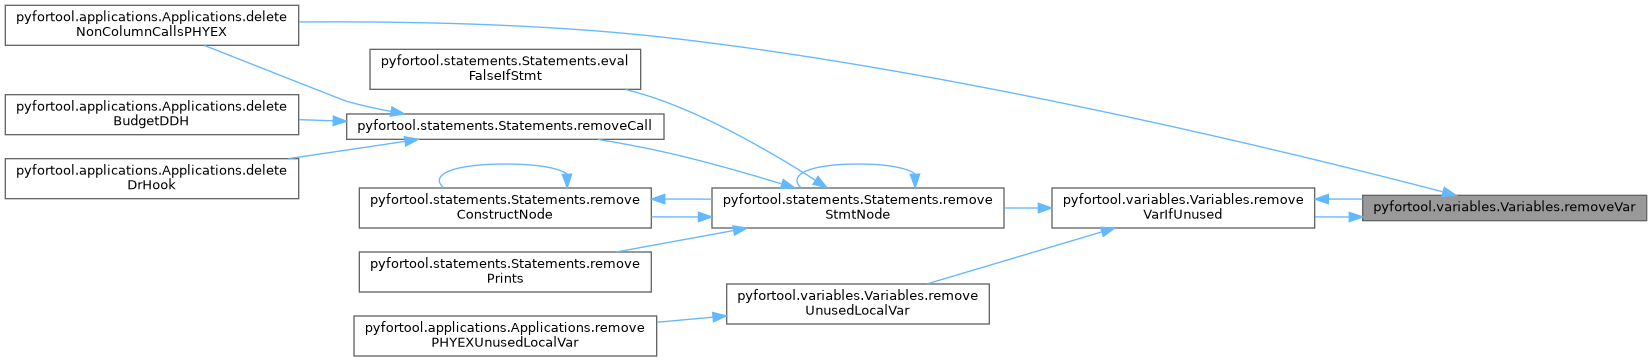 pyfortool.applications.Applications.delete
NonColumnCallsPHYEX
pyfortool.statements.Statements.eval
FalseIfStmt
pyfortool.applications.Applications.delete
BudgetDDH
pyfortool.statements.Statements.removeCall
pyfortool.applications.Applications.delete
DrHook
pyfortool.statements.Statements.remove
ConstructNode
pyfortool.statements.Statements.remove
StmtNode
pyfortool.variables.Variables.remove
VarIfUnused
pyfortool.variables.Variables.removeVar
pyfortool.statements.Statements.remove
Prints
pyfortool.variables.Variables.remove
UnusedLocalVar
pyfortool.applications.Applications.remove
PHYEXUnusedLocalVar